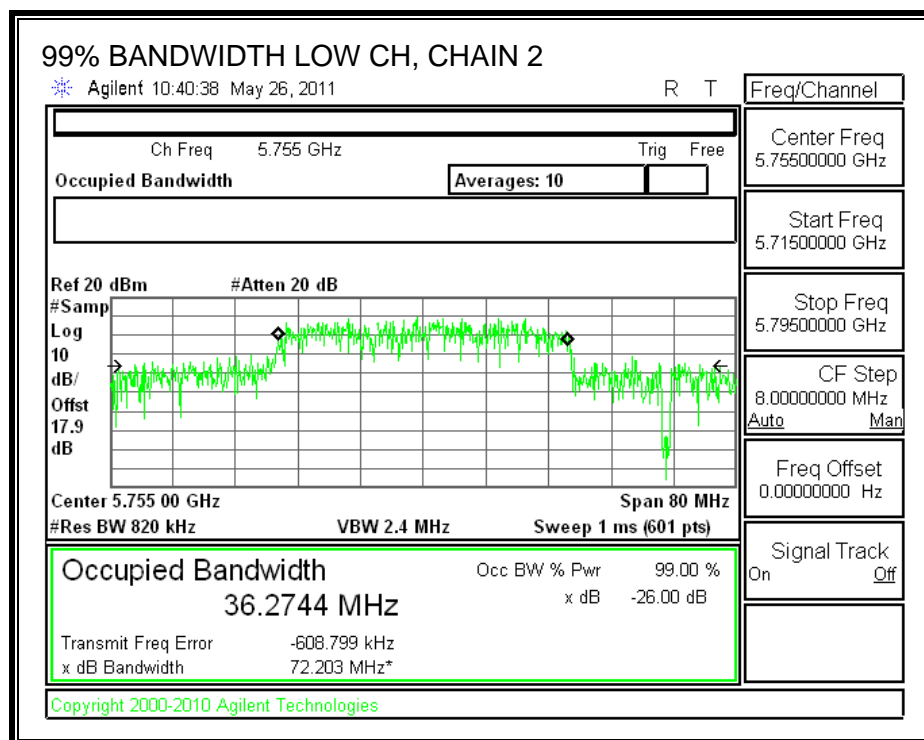 99% BANDWIDTH LOW CH, CHAIN 2
Agilent 10:40:38 May 26, 2011 R T
Freq/Channel
Ch Freq 5.755 GHz Trig Free
Occupied Bandwidth Averages: 10
Ref 20 dBm #Atten 20 dB
#Samp
Log
10
dB/
Offst
17.9
dB
Center 5.755 00 GHz Span 80 MHz
#Res BW 820 kHz VBW 2.4 MHz Sweep 1 ms (601 pts)
Occupied Bandwidth Occ BW % Pwr 99.00 %
36.2744 MHz x dB -26.00 dB
Transmit Freq Error -608.799 kHz
x dB Bandwidth 72.203 MHz*
Copyright 2000-2010 Agilent Technologies
Center Freq
5.75500000 GHz
Start Freq
5.71500000 GHz
Stop Freq
5.79500000 GHz
CF Step
8.00000000 MHz
Auto Man
Freq Offset
0.00000000 Hz
Signal Track
On Off